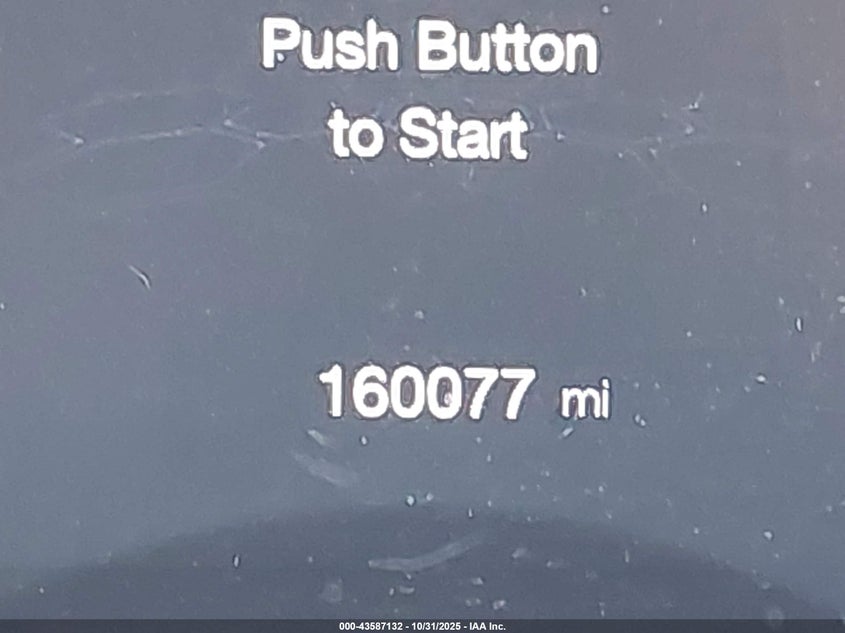 Push Button
to Start
160077 mi
000-43587132 - 10/31/2025 - IAA Inc.